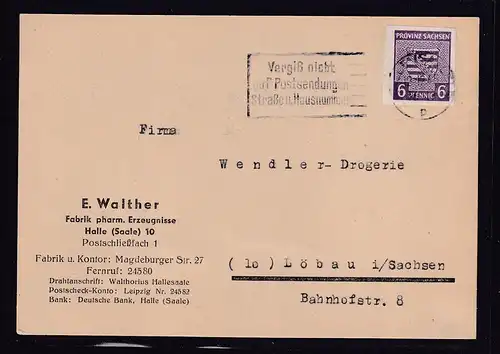 PROVINZ SACHSEN
6 PFENNIG 6
Vergiß nicht
auf Postsendungen
Straße u. Hausnummer
P
Firma
Wendler-Drogerie
E. Walther
Fabrik pharm. Erzeugnisse
Halle (Saale) 10
Postschließfach 1
Fabrik u. Kontor: Magdeburger Str. 27
Fernruf: 24580
Drahtanschrift: Walthorius Hallesaale
Postscheck-Konto: Leipzig Nr. 24582
Bank: Deutsche Bank, Halle (Saale)
(10) Löbau i/Sachsen
Bahnhofstr. 8